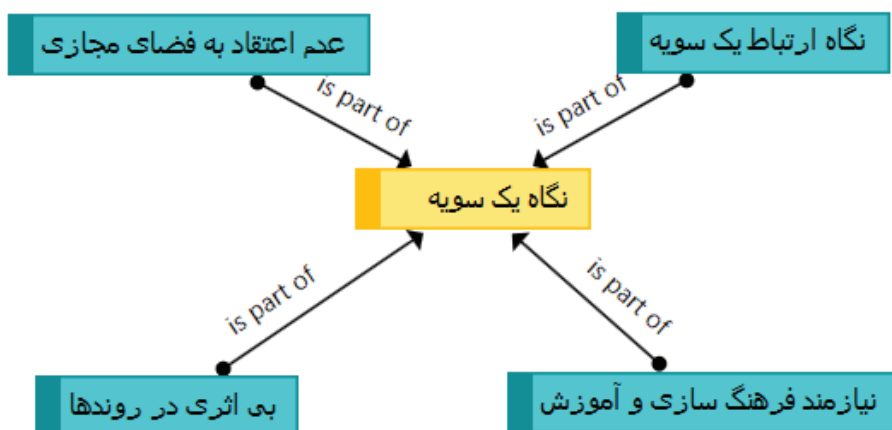 نگاه ارتباط یک سویه
عدم اعتقاد به فضای مجازی
is part of
is part of
نگاه یک سویه
is part of
is part of
نیازمند فرهنگ سازی و آموزش
بی اثری در روندها